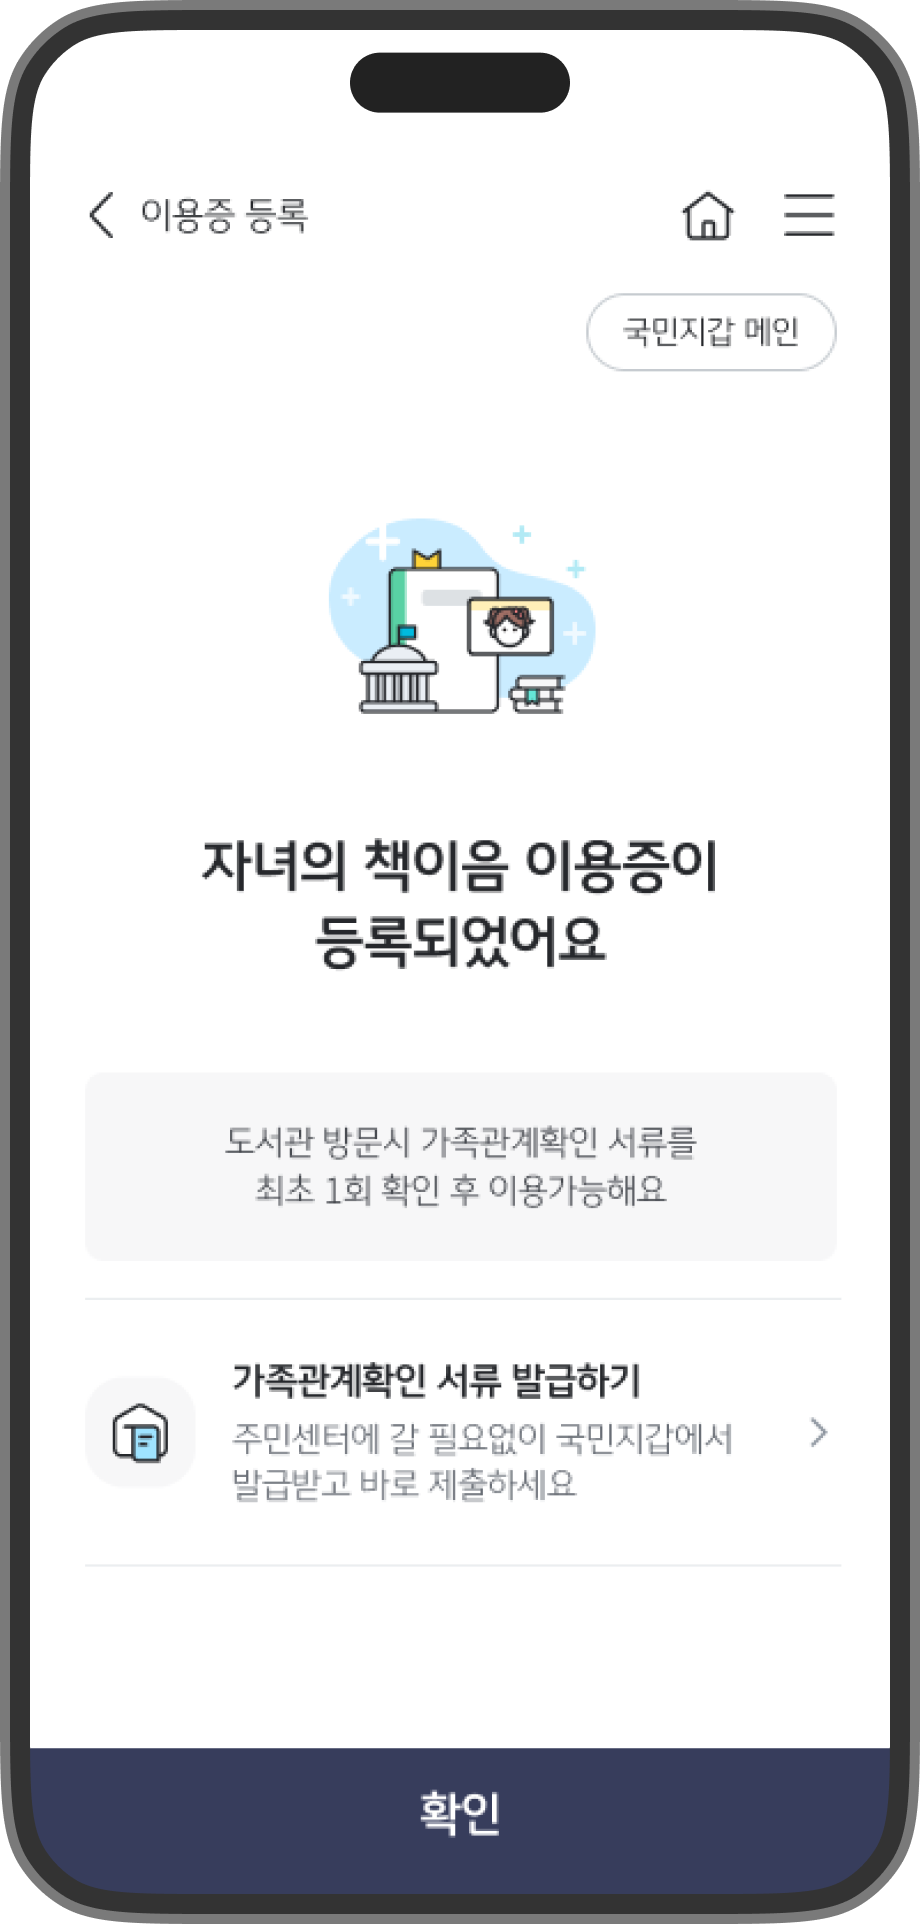 이용증 등록
국민지갑 메인
자녀의 책이음 이용증이
등록되었어요
도서관 방문시 가족관계확인 서류를
최초 1회 확인 후 이용가능해요
가족관계확인 서류 발급하기
주민센터에 갈 필요없이 국민지갑에서
발급받고 바로 제출하세요
확인